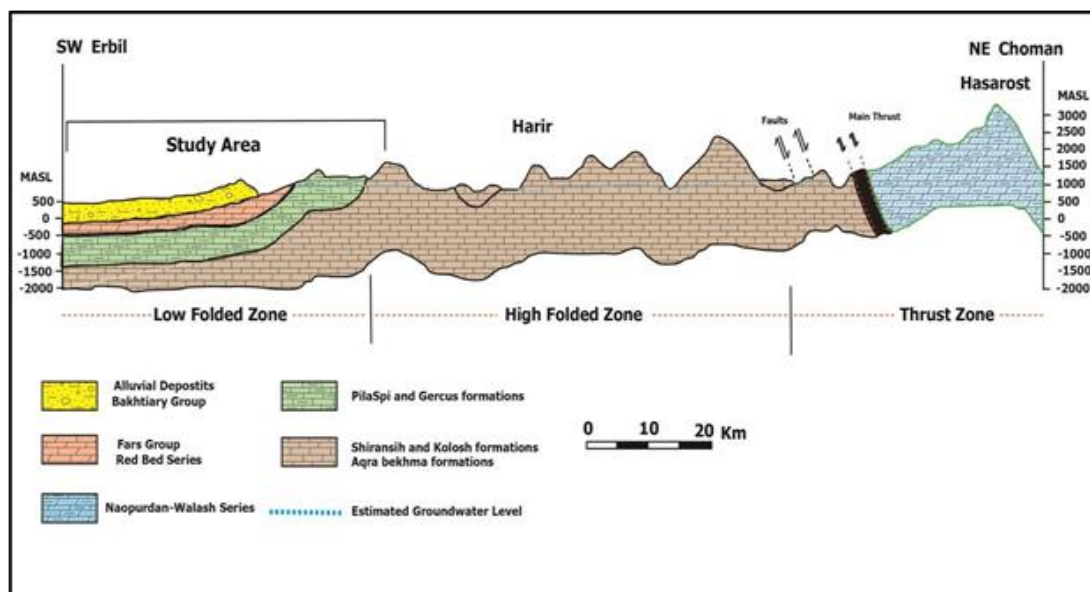 SW Erbil
NE Choman
Hasarost
Harir
Study Area
Faults
Main Thrust
MASL
500
0
-500
-1000
-1500
-2000
MASL
3000
2500
2000
1500
1000
500
0
-500
-1000
-1500
-2000
Low Folded Zone
High Folded Zone
Thrust Zone
Alluvial Depostits
Bakhtiary Group
PilaSpi and Gercus formations
Fars Group
Red Bed Series
Shiransih and Kolosh formations
Aqra bekhma formations
Naopurdan-Walash Series
Estimated Groundwater Level
0 10 20 Km